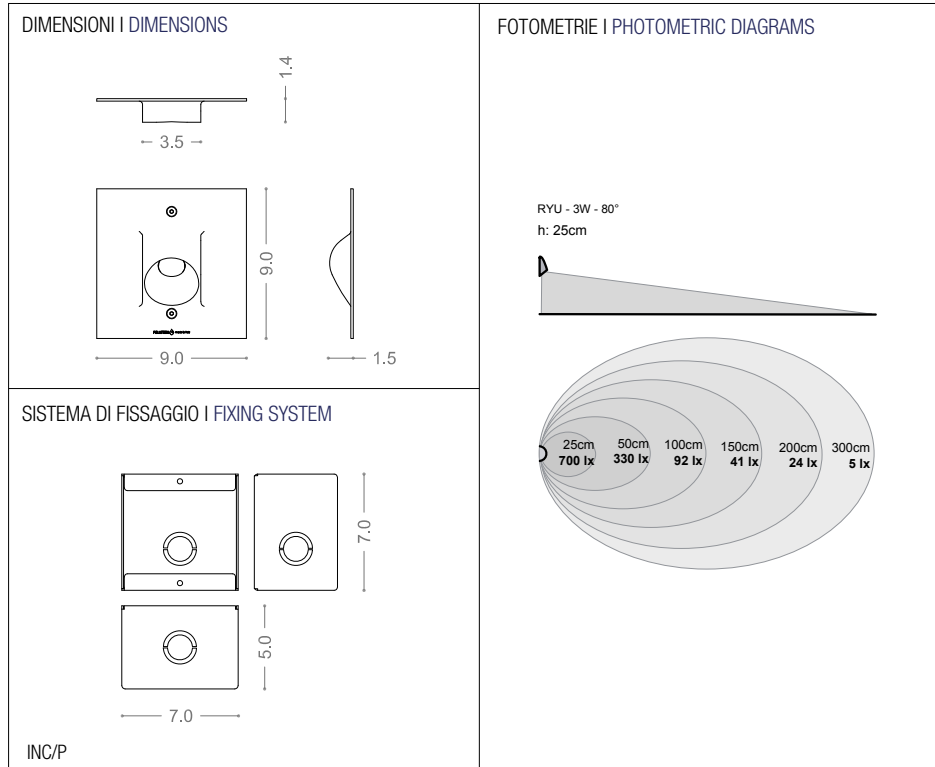 DIMENSIONI I DIMENSIONS
1.4
3.5
9.0
9.0
1.5
SISTEMA DI FISSAGGIO I FIXING SYSTEM
7.0
5.0
7.0
INC/P
FOTOMETRIE I PHOTOMETRIC DIAGRAMS
RYU - 3W - 80°
h: 25cm
25cm 50cm 100cm 150cm 200cm 300cm
700 lx 330 lx 92 lx 41 lx 24 lx 5 lx